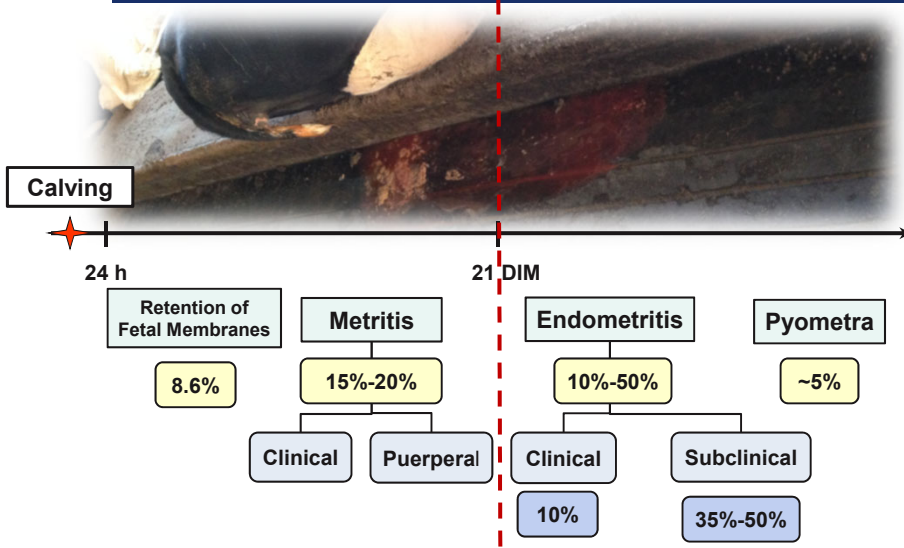 Calving
24 h
21 DIM
Retention of
Fetal Membranes
Metritis
Endometritis
Pyometra
8.6%
15%-20%
10%-50%
~5%
Clinical
Puerperal
Clinical
Subclinical
10%
35%-50%